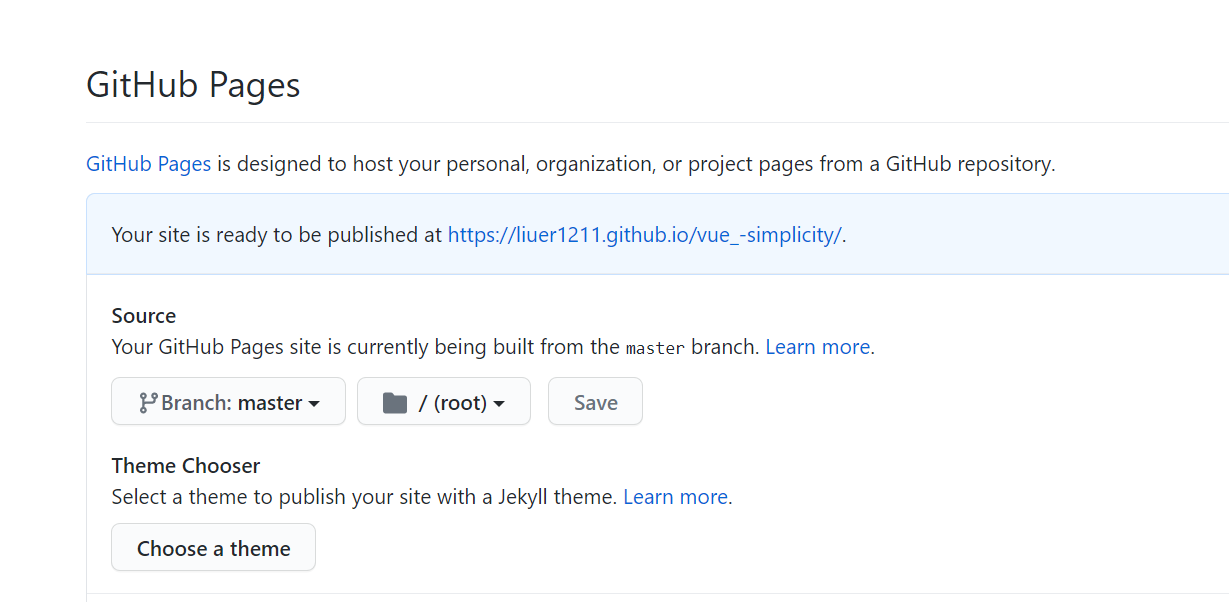 GitHub Pages
GitHub Pages is designed to host your personal, organization, or project pages from a GitHub repository.
Your site is ready to be published at https://liuer1211.github.io/vue_-simplicity/.
Source
Your GitHub Pages site is currently being built from the master branch. Learn more.
Branch: master / (root) Save
Theme Chooser
Select a theme to publish your site with a Jekyll theme. Learn more.
Choose a theme